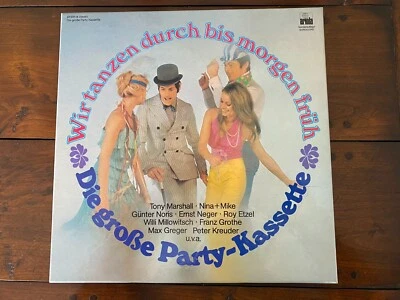 ariola
Wir tanzen durch bis morgen früh
Tony Marshall · Nina + Mike
Günter Noris · Ernst Neger · Roy Etzel
Willi Millowitsch · Franz Grothe
Max Greger Peter Kreuder
u.v.a.
Die große Party-Kassette